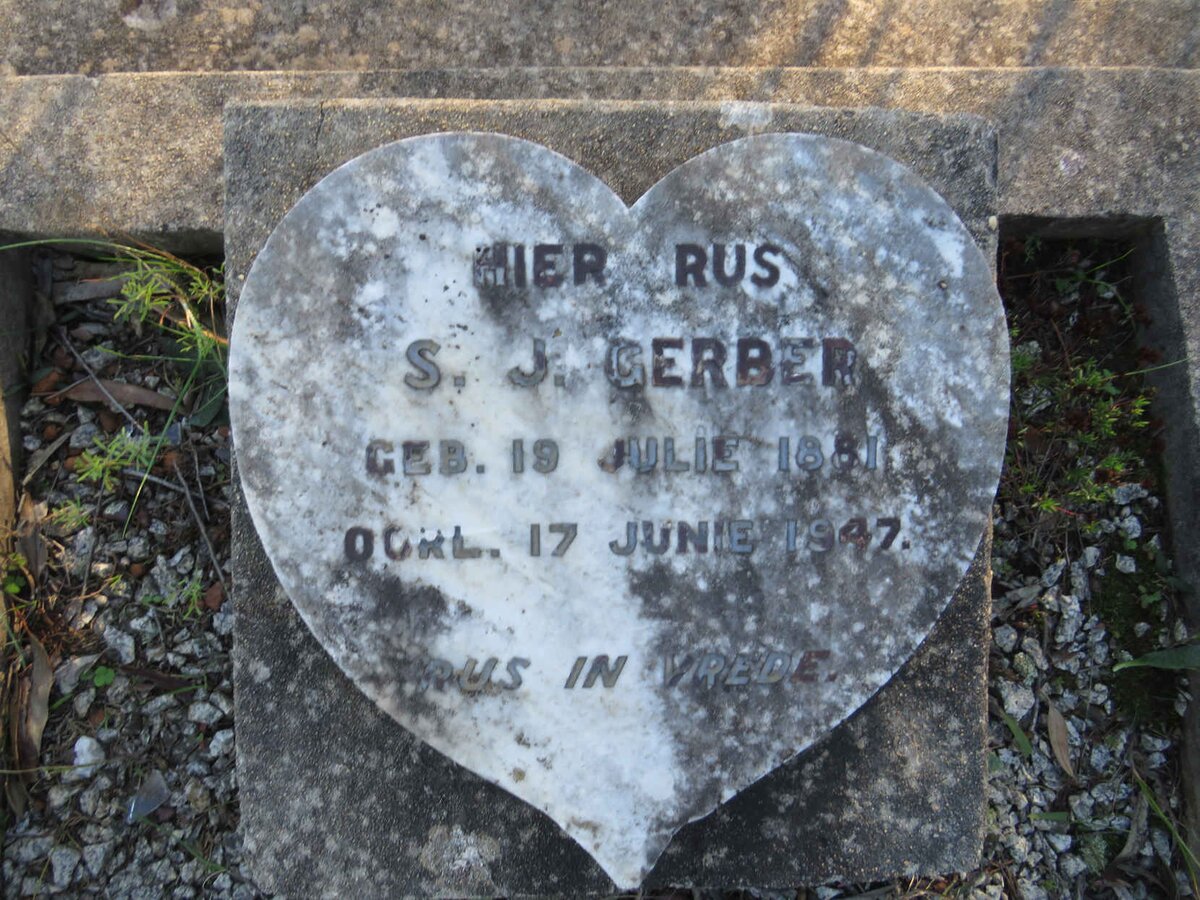 HIER RUS
S. J. GERBER
GEB. 19 JULIE 1881
OORL. 17 JUNIE 1947.
RUS IN VREDE.